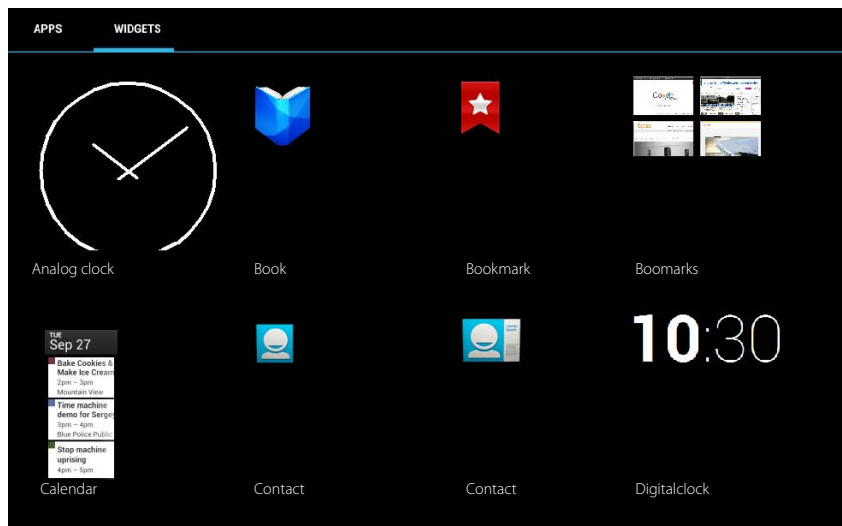 APPS WIDGETS
Analog clock Book Bookmark Boomarks
TUE
Sep 27
Bake Cookies &
Make Ice Cream
2pm – 3pm
Mountain View
Time machine
demo for Sergey
3pm – 4pm
Blue Police Public
Stop machine
uprising
4pm – 5pm
10:30
Calendar Contact Contact Digitalclock